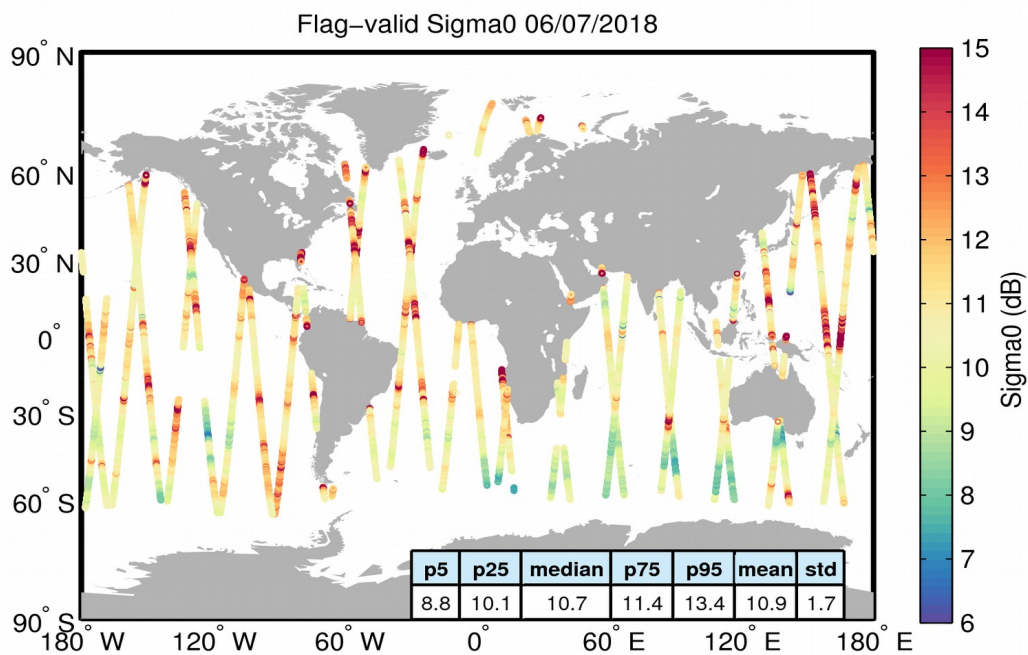 Flag−valid Sigma0 06/07/2018
90° N
60° N
30° N
0°
30° S
60° S
90° S
180° W
120° W
60° W
0°
60° E
120° E
180° E
15
14
13
12
11
10
9
8
7
6
Sigma0 (dB)
p5 p25 median p75 p95 mean std
8.8 10.1 10.7 11.4 13.4 10.9 1.7